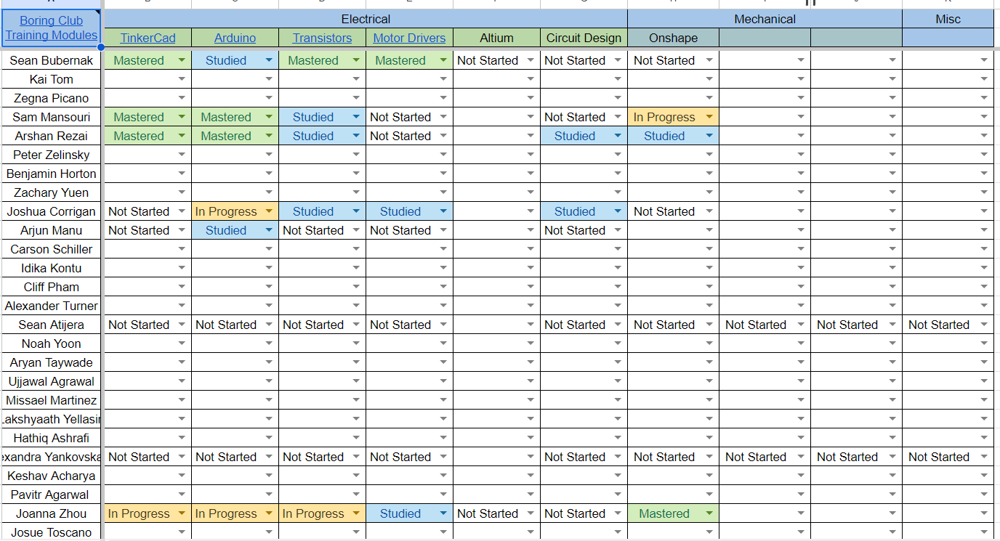 Electrical Mechanical Misc
Boring Club
Training Modules
TinkerCad Arduino Transistors Motor Drivers Altium Circuit Design Onshape
Sean Bubernak Mastered Studied Mastered Mastered Not Started Not Started Not Started
Kai Tom
Zegna Picano
Sam Mansouri Mastered Mastered Studied Not Started Not Started In Progress
Arshan Rezai Mastered Mastered Studied Not Started Studied Studied
Peter Zelinsky
Benjamin Horton
Zachary Yuen
Joshua Corrigan Not Started In Progress Studied Studied Studied Not Started
Arjun Manu Not Started Studied Not Started Not Started Not Started
Carson Schiller
Idika Kontu
Cliff Pham
Alexander Turner
Sean Atijera Not Started Not Started Not Started Not Started Not Started Not Started Not Started Not Started Not Started
Noah Yoon
Aryan Taywade
Ujjawal Agrawal
Missael Martinez
Hathiq Ashrafi
Not Started Not Started Not Started Not Started Not Started Not Started Not Started Not Started Not Started
Keshav Acharya
Pavitr Agarwal
Joanna Zhou In Progress In Progress In Progress Studied Not Started Not Started Mastered
Josue Toscano